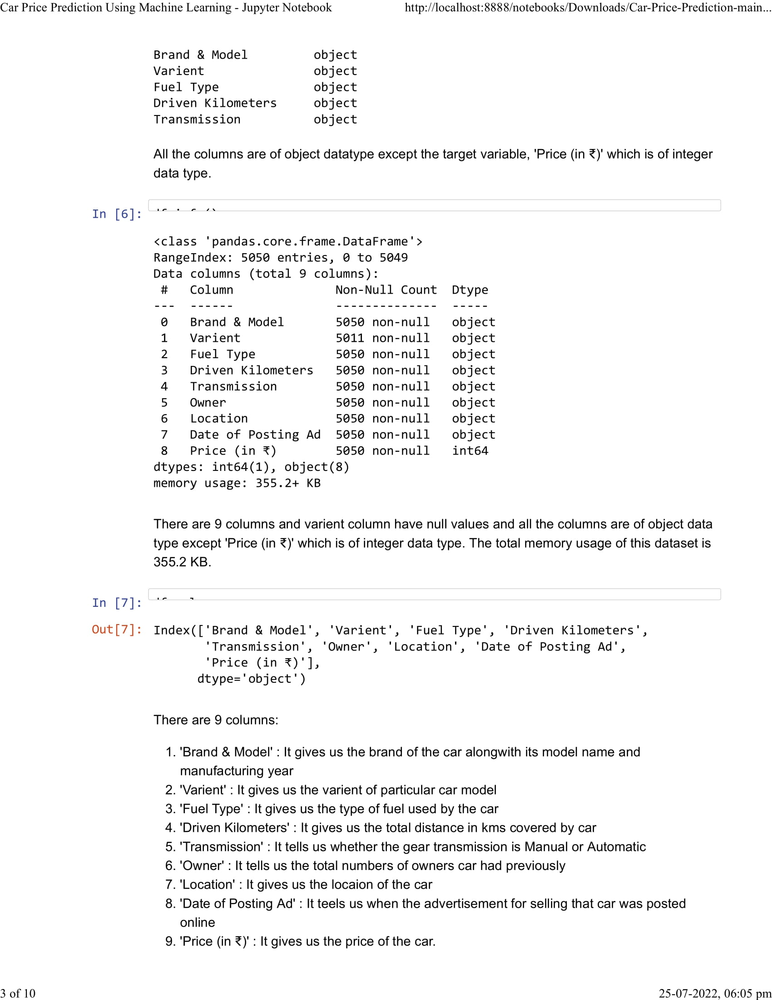 Car Price Prediction Using Machine Learning - Jupyter Notebook http://localhost:8888/notebooks/Downloads/Car-Price-Prediction-main...
Brand & Model object
Varient object
Fuel Type object
Driven Kilometers object
Transmission object
All the columns are of object datatype except the target variable, 'Price (in ₹)' which is of integer
data type.
In [6]:
<class 'pandas.core.frame.DataFrame'>
RangeIndex: 5050 entries, 0 to 5049
Data columns (total 9 columns):
# Column Non-Null Count Dtype
--- ------ -------------- -----
0 Brand & Model 5050 non-null object
1 Varient 5011 non-null object
2 Fuel Type 5050 non-null object
3 Driven Kilometers 5050 non-null object
4 Transmission 5050 non-null object
5 Owner 5050 non-null object
6 Location 5050 non-null object
7 Date of Posting Ad 5050 non-null object
8 Price (in ₹) 5050 non-null int64
dtypes: int64(1), object(8)
memory usage: 355.2+ KB
There are 9 columns and varient column have null values and all the columns are of object data
type except 'Price (in ₹)' which is of integer data type. The total memory usage of this dataset is
355.2 KB.
In [7]:
Out[7]: Index(['Brand & Model', 'Varient', 'Fuel Type', 'Driven Kilometers',
'Transmission', 'Owner', 'Location', 'Date of Posting Ad',
'Price (in ₹)'],
dtype='object')
There are 9 columns:
1. 'Brand & Model' : It gives us the brand of the car alongwith its model name and
manufacturing year
2. 'Varient' : It gives us the varient of particular car model
3. 'Fuel Type' : It gives us the type of fuel used by the car
4. 'Driven Kilometers' : It gives us the total distance in kms covered by car
5. 'Transmission' : It tells us whether the gear transmission is Manual or Automatic
6. 'Owner' : It tells us the total numbers of owners car had previously
7. 'Location' : It gives us the locaion of the car
8. 'Date of Posting Ad' : It teels us when the advertisement for selling that car was posted
online
9. 'Price (in ₹)' : It gives us the price of the car.
3 of 10 25-07-2022, 06:05 pm